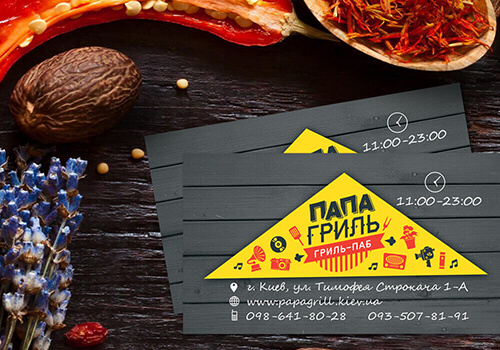 11:00-23:00
11:00-23:00
ПАПА
ГРИЛЬ
ГРИЛЬ-ПАБ
г. Киев, ул. Тимофея Строкача 1-А
www.papagrill.kiev.ua
098-641-80-28 093-507-81-91